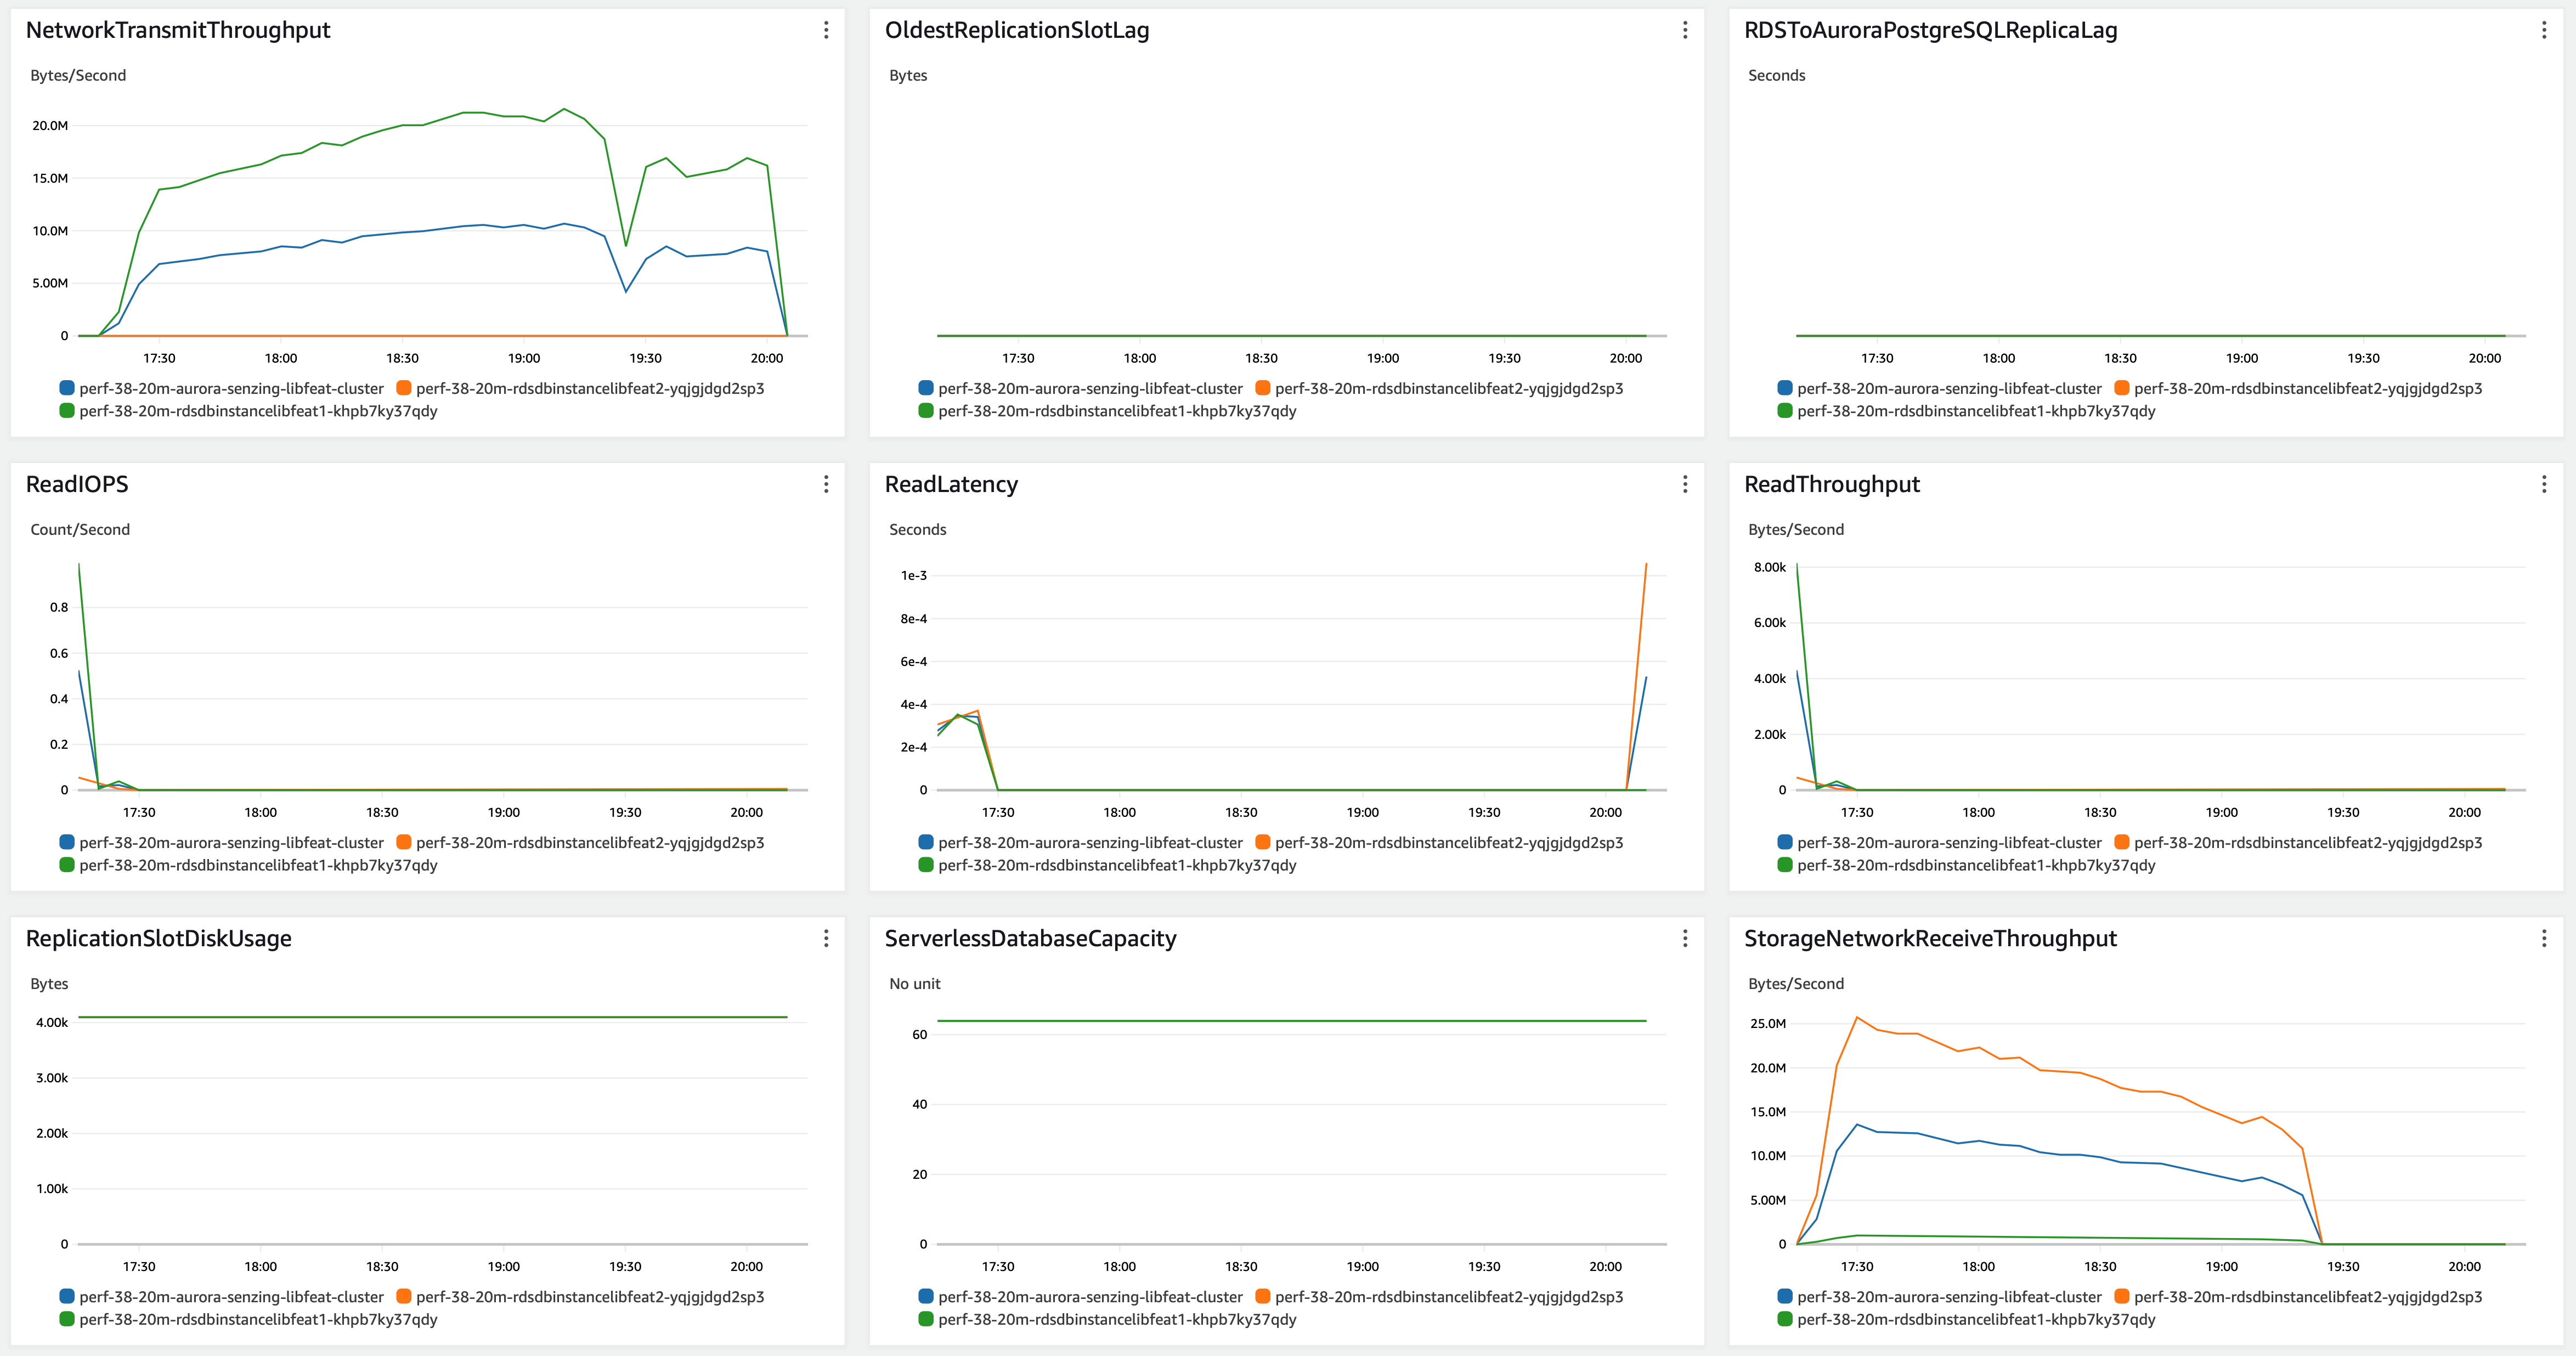 NetworkTransmitThroughput
Bytes/Second
20.0M
15.0M
10.0M
5.00M
0
17:30 18:00 18:30 19:00 19:30 20:00
perf-38-20m-aurora-senzing-libfeat-cluster perf-38-20m-rdsdbinstancelibfeat2-yqjgjdgd2sp3
perf-38-20m-rdsdbinstancelibfeat1-khpb7ky37qdy
OldestReplicationSlotLag
Bytes
17:30 18:00 18:30 19:00 19:30 20:00
perf-38-20m-aurora-senzing-libfeat-cluster perf-38-20m-rdsdbinstancelibfeat2-yqjgjdgd2sp3
perf-38-20m-rdsdbinstancelibfeat1-khpb7ky37qdy
RDSToAuroraPostgreSQLReplicaLag
Seconds
17:30 18:00 18:30 19:00 19:30 20:00
perf-38-20m-aurora-senzing-libfeat-cluster perf-38-20m-rdsdbinstancelibfeat2-yqjgjdgd2sp3
perf-38-20m-rdsdbinstancelibfeat1-khpb7ky37qdy
ReadIOPS
Count/Second
0.8
0.6
0.4
0.2
0
17:30 18:00 18:30 19:00 19:30 20:00
perf-38-20m-aurora-senzing-libfeat-cluster perf-38-20m-rdsdbinstancelibfeat2-yqjgjdgd2sp3
perf-38-20m-rdsdbinstancelibfeat1-khpb7ky37qdy
ReadLatency
Seconds
1e-3
8e-4
6e-4
4e-4
2e-4
0
17:30 18:00 18:30 19:00 19:30 20:00
perf-38-20m-aurora-senzing-libfeat-cluster perf-38-20m-rdsdbinstancelibfeat2-yqjgjdgd2sp3
perf-38-20m-rdsdbinstancelibfeat1-khpb7ky37qdy
ReadThroughput
Bytes/Second
8.00k
6.00k
4.00k
2.00k
0
17:30 18:00 18:30 19:00 19:30 20:00
perf-38-20m-aurora-senzing-libfeat-cluster perf-38-20m-rdsdbinstancelibfeat2-yqjgjdgd2sp3
perf-38-20m-rdsdbinstancelibfeat1-khpb7ky37qdy
ReplicationSlotDiskUsage
Bytes
4.00k
3.00k
2.00k
1.00k
0
17:30 18:00 18:30 19:00 19:30 20:00
perf-38-20m-aurora-senzing-libfeat-cluster perf-38-20m-rdsdbinstancelibfeat2-yqjgjdgd2sp3
perf-38-20m-rdsdbinstancelibfeat1-khpb7ky37qdy
ServerlessDatabaseCapacity
No unit
60
40
20
0
17:30 18:00 18:30 19:00 19:30 20:00
perf-38-20m-aurora-senzing-libfeat-cluster perf-38-20m-rdsdbinstancelibfeat2-yqjgjdgd2sp3
perf-38-20m-rdsdbinstancelibfeat1-khpb7ky37qdy
StorageNetworkReceiveThroughput
Bytes/Second
25.0M
20.0M
15.0M
10.0M
5.00M
0
17:30 18:00 18:30 19:00 19:30 20:00
perf-38-20m-aurora-senzing-libfeat-cluster perf-38-20m-rdsdbinstancelibfeat2-yqjgjdgd2sp3
perf-38-20m-rdsdbinstancelibfeat1-khpb7ky37qdy